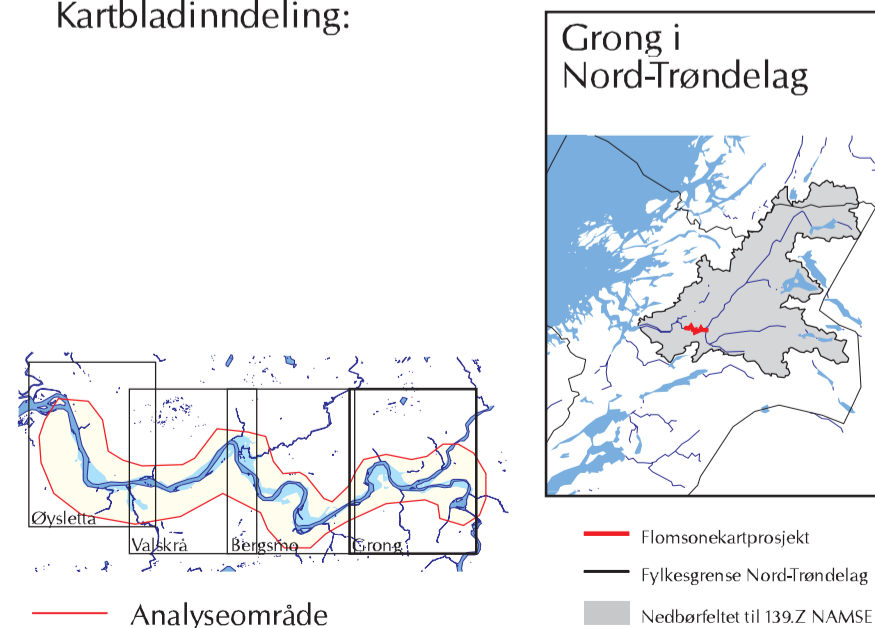 Kartbladinndeling:
Øysletta
Valskrå
Bergsmo
Grong
Analyseområde
Grong i
Nord-Trøndelag
Flomsonekartprosjekt
Fylkesgrense Nord-Trøndelag
Nedbørfeltet til 139.Z NAMSE